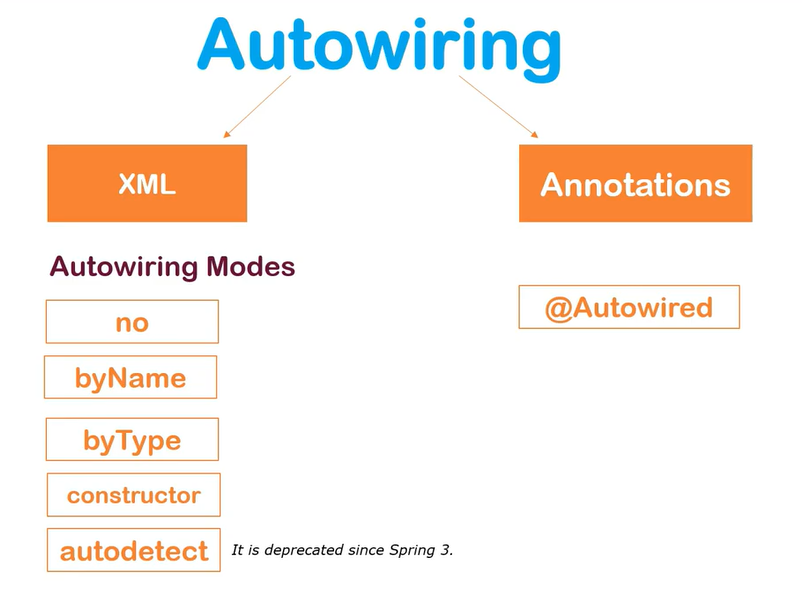 Autowiring
XML
Annotations
Autowiring Modes
no
byName
byType
constructor
autodetect
It is deprecated since Spring 3.
@Autowired